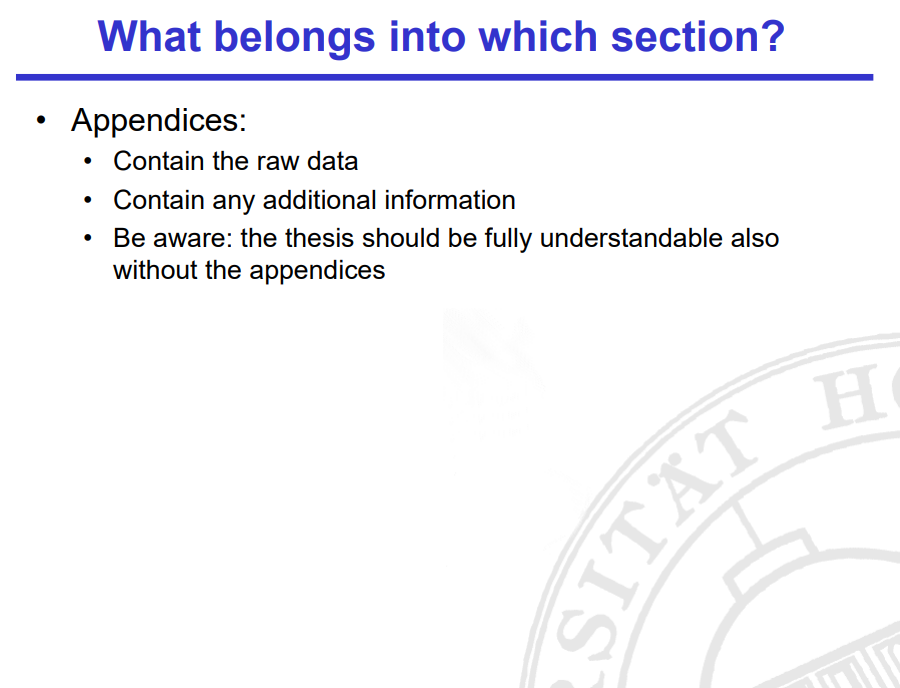 What belongs into which section?
• Appendices:
• Contain the raw data
• Contain any additional information
• Be aware: the thesis should be fully understandable also
without the appendices
RSITÄT HO